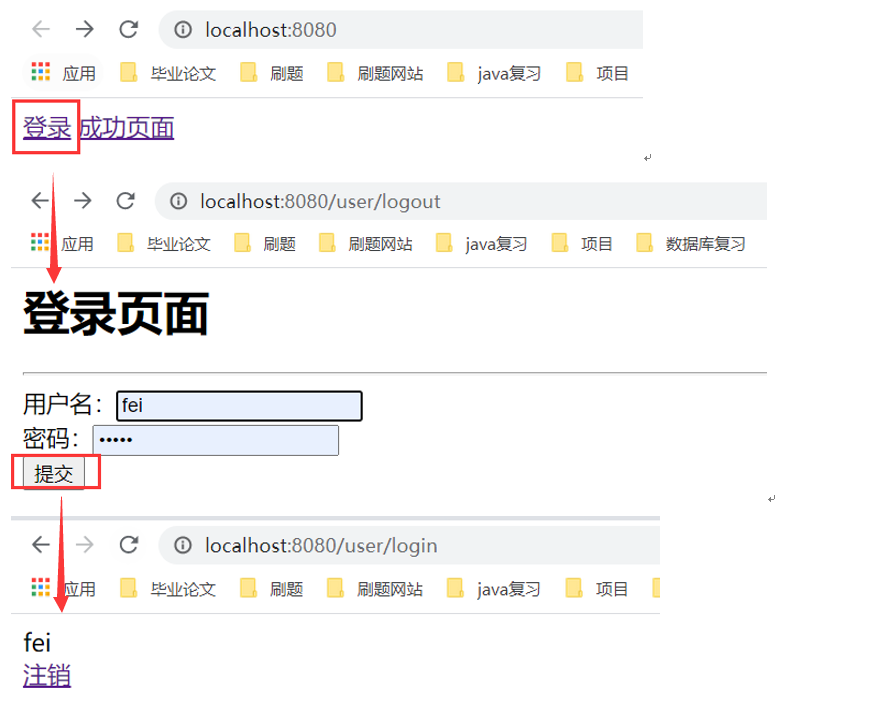 localhost:8080
应用 毕业论文 刷题 刷题网站 java复习 项目
登录 成功页面
localhost:8080/user/logout
应用 毕业论文 刷题 刷题网站 java复习 项目 数据库复习
登录页面
用户名: fei
密码: •••••
提交
localhost:8080/user/login
应用 毕业论文 刷题 刷题网站 java复习 项目
fei
注销